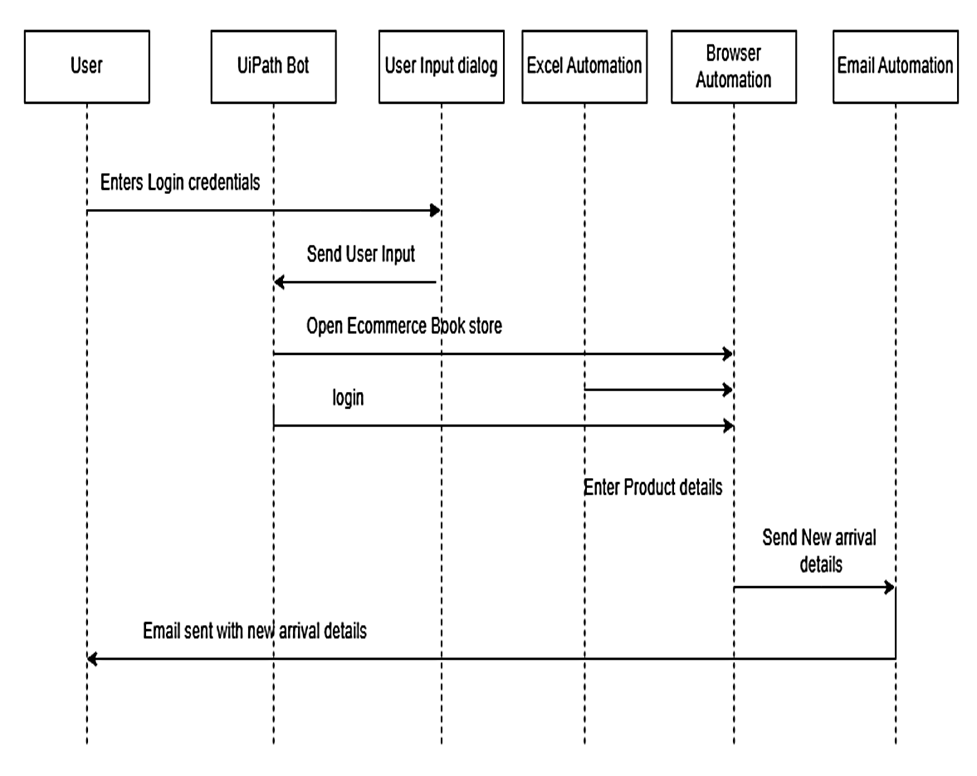 User
UiPath Bot
User Input dialog
Excel Automation
Browser
Automation
Email Automation
Enters Login credentials
Send User Input
Open Ecommerce Book store
login
Enter Product details
Send New arrival
details
Email sent with new arrival details